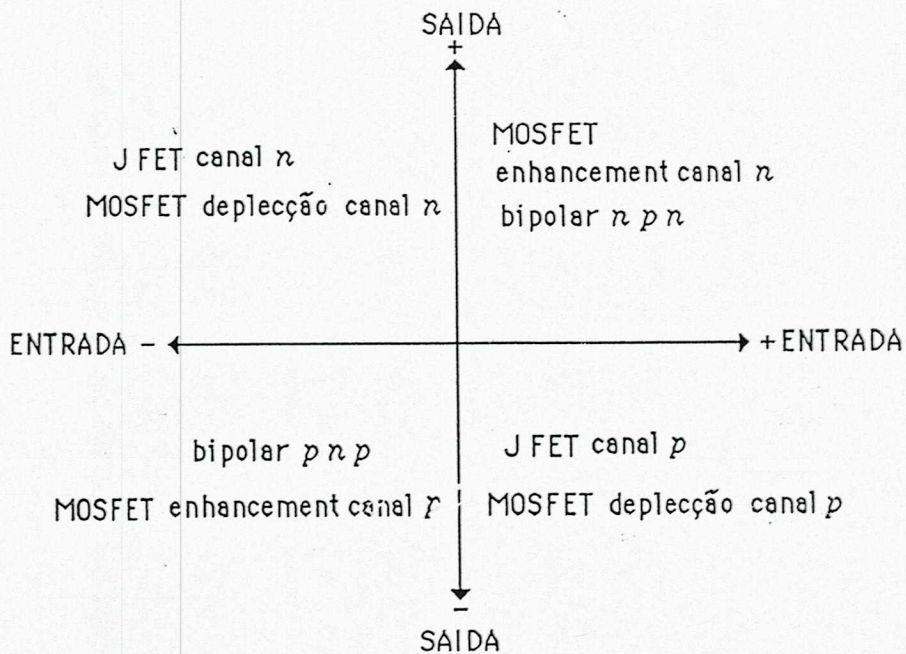 SAIDA
+
J FET canal n
MOSFET deplecção canal n
MOSFET
enhancement canal n
bipolar n p n
ENTRADA -
+ ENTRADA
bipolar p n p
MOSFET enhancement canal p
J FET canal p
MOSFET deplecção canal p
-
SAIDA